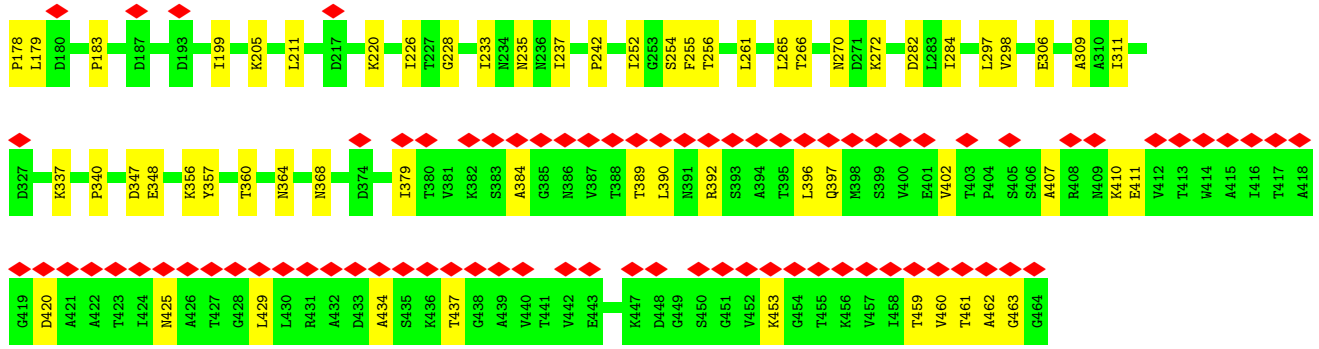 P178 L179 D180 P183 D187 D193 I199 K205 L211 D217 K220 I226 T227 G228 I233 N234 N235 N236 I237 P242 I252 G253 S254 F255 T256 L261 L265 T266 N270 D271 K272 D282 L283 I284 L297 V298 E306 A309 A310 I311
D327 K337 P340 D347 E348 K356 Y357 T360 N364 N368 D374 I379 T380 V381 K382 S383 A384 G385 N386 V387 T388 T389 L390 N391 R392 S393 A394 T395 L396 Q397 M398 S399 V400 E401 V402 T403 P404 S405 S406 A407 R408 N409 K410 E411 V412 T413 W414 A415 I416 T417 A418
G419 D420 A421 A422 T423 I424 N425 A426 T427 G428 L429 L430 R431 A432 D433 A434 S435 K436 T437 G438 A439 V440 T441 V442 E443 K447 D448 G449 S450 G451 V452 K453 G454 T455 K456 V457 I458 T459 V460 T461 A462 G463 G464